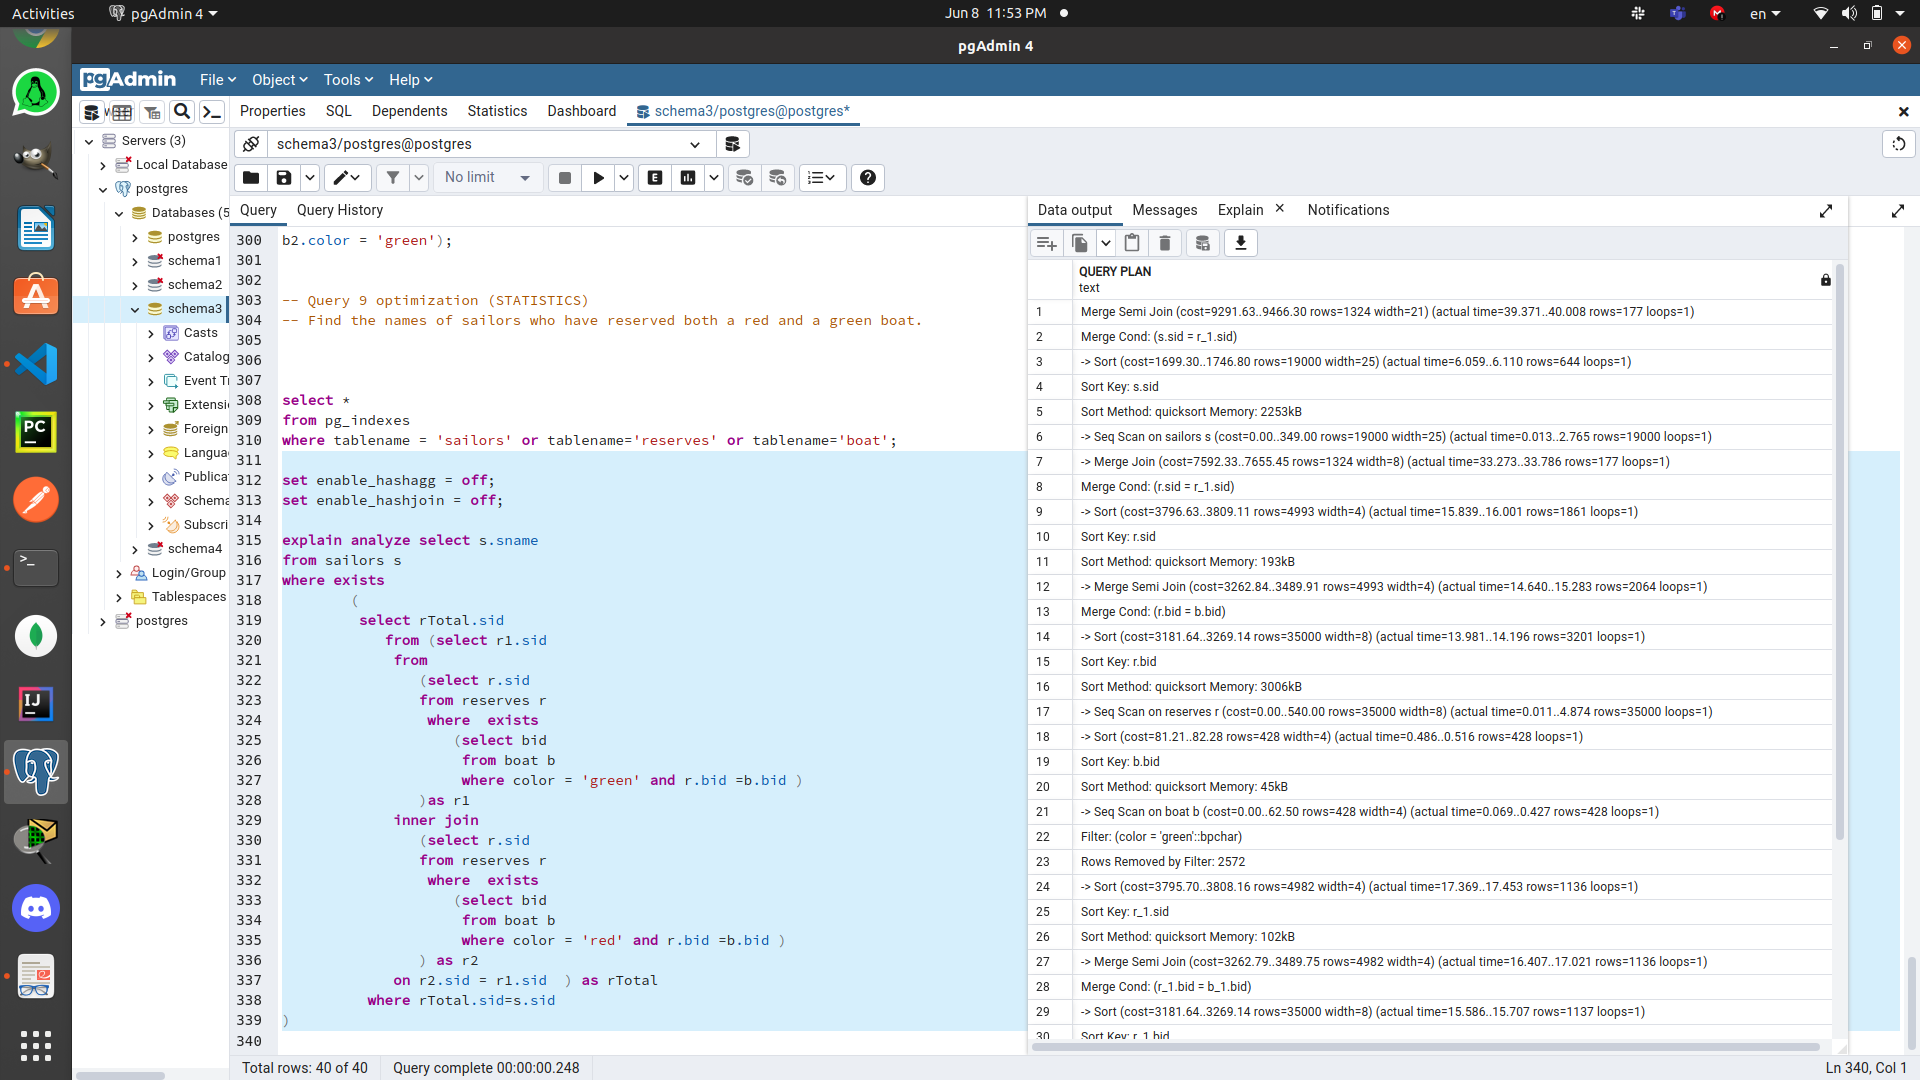 Activities
pgAdmin 4
Jun 8 11:53 PM
en
pgAdmin 4
pgAdmin
File
Object
Tools
Help
Properties
SQL
Dependents
Statistics
Dashboard
schema3/postgres@postgres*
Servers (3)
Local Database
postgres
Databases (5
postgres
schema1
schema2
schema3
Casts
Catalog
Event Tr
Extensi
Foreign
Langua
Publicat
Schema
Subscri
schema4
Login/Group
Tablespaces
postgres
schema3/postgres@postgres
No limit
E
Query
Query History
300 b2.color = 'green');
301
302
303 -- Query 9 optimization (STATISTICS)
304 -- Find the names of sailors who have reserved both a red and a green boat.
305
306
307
308 select *
309 from pg_indexes
310 where tablename = 'sailors' or tablename='reserves' or tablename='boat';
311
312 set enable_hashagg = off;
313 set enable_hashjoin = off;
314
315 explain analyze select s.sname
316 from sailors s
317 where exists
318 (
319 select rTotal.sid
320 from (select r1.sid
321 from
322 (select r.sid
323 from reserves r
324 where exists
325 (select bid
326 from boat b
327 where color = 'green' and r.bid =b.bid )
328 )as r1
329 inner join
330 (select r.sid
331 from reserves r
332 where exists
333 (select bid
334 from boat b
335 where color = 'red' and r.bid =b.bid )
336 ) as r2
337 on r2.sid = r1.sid ) as rTotal
338 where rTotal.sid=s.sid
339 )
340
Data output
Messages
Explain
Notifications
QUERY PLAN
text
1 Merge Semi Join (cost=9291.63..9466.30 rows=1324 width=21) (actual time=39.371..40.008 rows=177 loops=1)
2 Merge Cond: (s.sid = r_1.sid)
3 -> Sort (cost=1699.30..1746.80 rows=19000 width=25) (actual time=6.059..6.110 rows=644 loops=1)
4 Sort Key: s.sid
5 Sort Method: quicksort Memory: 2253kB
6 -> Seq Scan on sailors s (cost=0.00..349.00 rows=19000 width=25) (actual time=0.013..2.765 rows=19000 loops=1)
7 -> Merge Join (cost=7592.33..7655.45 rows=1324 width=8) (actual time=33.273..33.786 rows=177 loops=1)
8 Merge Cond: (r.sid = r_1.sid)
9 -> Sort (cost=3796.63..3809.11 rows=4993 width=4) (actual time=15.839..16.001 rows=1861 loops=1)
10 Sort Key: r.sid
11 Sort Method: quicksort Memory: 193kB
12 -> Merge Semi Join (cost=3262.84..3489.91 rows=4993 width=4) (actual time=14.640..15.283 rows=2064 loops=1)
13 Merge Cond: (r.bid = b.bid)
14 -> Sort (cost=3181.64..3269.14 rows=35000 width=8) (actual time=13.981..14.196 rows=3201 loops=1)
15 Sort Key: r.bid
16 Sort Method: quicksort Memory: 3006kB
17 -> Seq Scan on reserves r (cost=0.00..540.00 rows=35000 width=8) (actual time=0.011..4.874 rows=35000 loops=1)
18 -> Sort (cost=81.21..82.28 rows=428 width=4) (actual time=0.486..0.516 rows=428 loops=1)
19 Sort Key: b.bid
20 Sort Method: quicksort Memory: 45kB
21 -> Seq Scan on boat b (cost=0.00..62.50 rows=428 width=4) (actual time=0.069..0.427 rows=428 loops=1)
22 Filter: (color = 'green'::bpchar)
23 Rows Removed by Filter: 2572
24 -> Sort (cost=3795.70..3808.16 rows=4982 width=4) (actual time=17.369..17.453 rows=1136 loops=1)
25 Sort Key: r_1.sid
26 Sort Method: quicksort Memory: 102kB
27 -> Merge Semi Join (cost=3262.79..3489.75 rows=4982 width=4) (actual time=16.407..17.021 rows=1136 loops=1)
28 Merge Cond: (r_1.bid = b_1.bid)
29 -> Sort (cost=3181.64..3269.14 rows=35000 width=8) (actual time=15.586..15.707 rows=1137 loops=1)
30 Sort Key: r_1.bid
Total rows: 40 of 40
Query complete 00:00:00.248
Ln 340, Col 1
PC
IJ